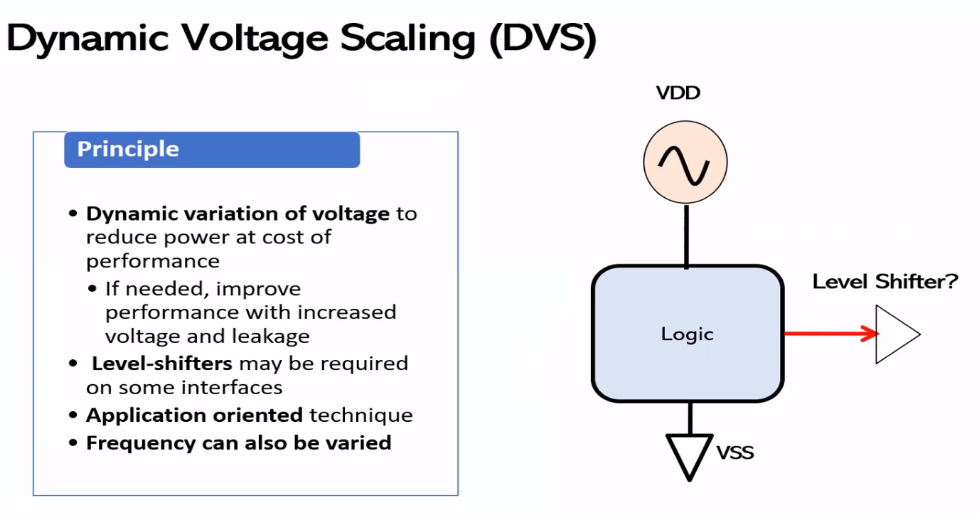 Dynamic Voltage Scaling (DVS)
Principle
• Dynamic variation of voltage to
reduce power at cost of
performance
• If needed, improve
performance with increased
voltage and leakage
• Level-shifters may be required
on some interfaces
• Application oriented technique
• Frequency can also be varied
VDD
Level Shifter?
Logic
VSS